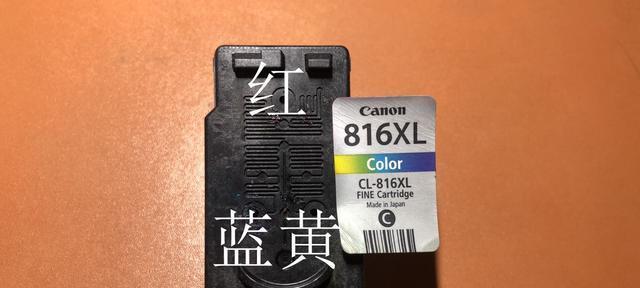 红
蓝 黄
Canon
816XL
Color
CL-816XL
FINE Cartridge
Made in Japan
C